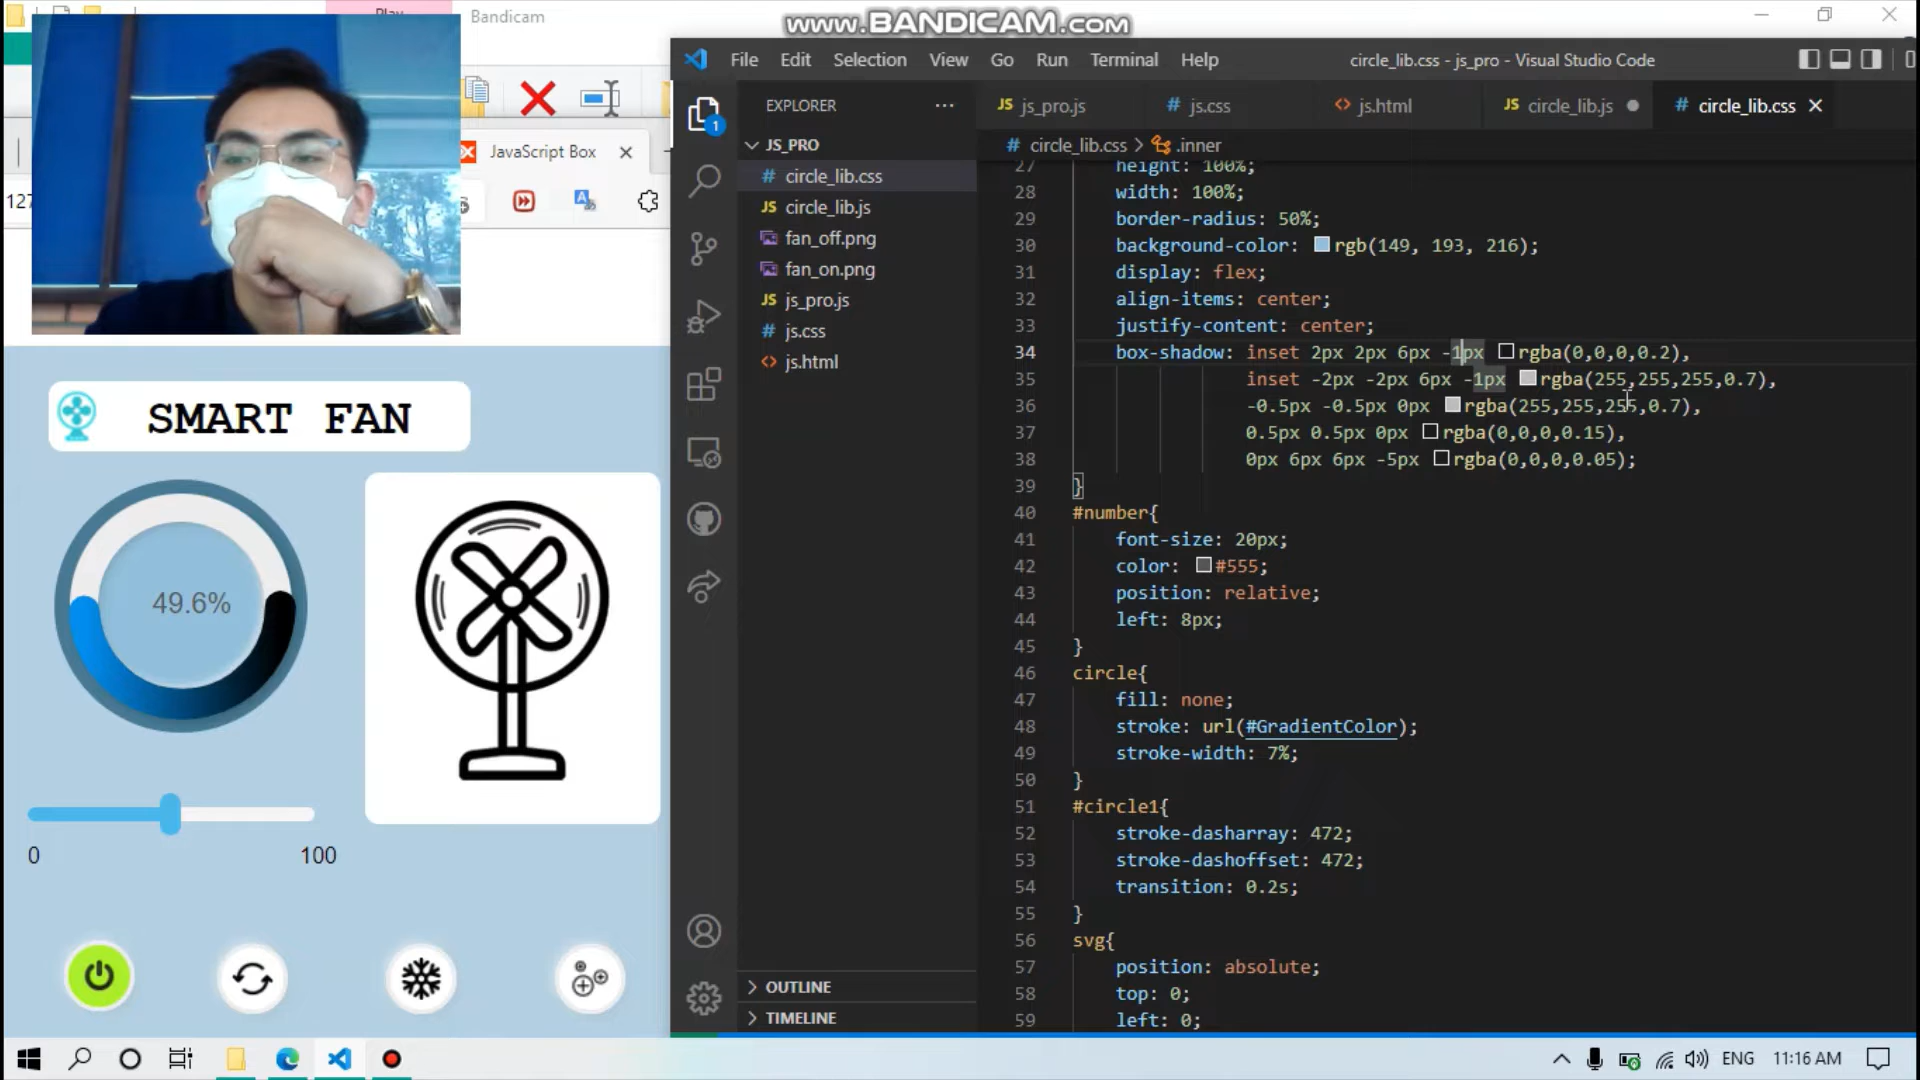 Play
Bandicam
www.BANDICAM.com
File Edit Selection View Go Run Terminal Help
circle_lib.css - js_pro - Visual Studio Code
EXPLORER
JS_PRO
circle_lib.css
circle_lib.js
fan_off.png
fan_on.png
js_pro.js
js.css
js.html
OUTLINE
TIMELINE
1
JS js_pro.js
# js.css
<> js.html
JS circle_lib.js
# circle_lib.css
# circle_lib.css > .inner
27 height: 100%;
28 width: 100%;
29 border-radius: 50%;
30 background-color: rgb(149, 193, 216);
31 display: flex;
32 align-items: center;
33 justify-content: center;
34 box-shadow: inset 2px 2px 6px -1px rgba(0,0,0,0.2),
35 inset -2px -2px 6px -1px rgba(255,255,255,0.7),
36 -0.5px -0.5px 0px rgba(255,255,255,0.7),
37 0.5px 0.5px 0px rgba(0,0,0,0.15),
38 0px 6px 6px -5px rgba(0,0,0,0.05);
39 }
40 #number{
41 font-size: 20px;
42 color: #555;
43 position: relative;
44 left: 8px;
45 }
46 circle{
47 fill: none;
48 stroke: url(#GradientColor);
49 stroke-width: 7%;
50 }
51 #circle1{
52 stroke-dasharray: 472;
53 stroke-dashoffset: 472;
54 transition: 0.2s;
55 }
56 svg{
57 position: absolute;
58 top: 0;
59 left: 0;
JavaScript Box
127
SMART FAN
49.6%
0 100
ENG 11:16 AM